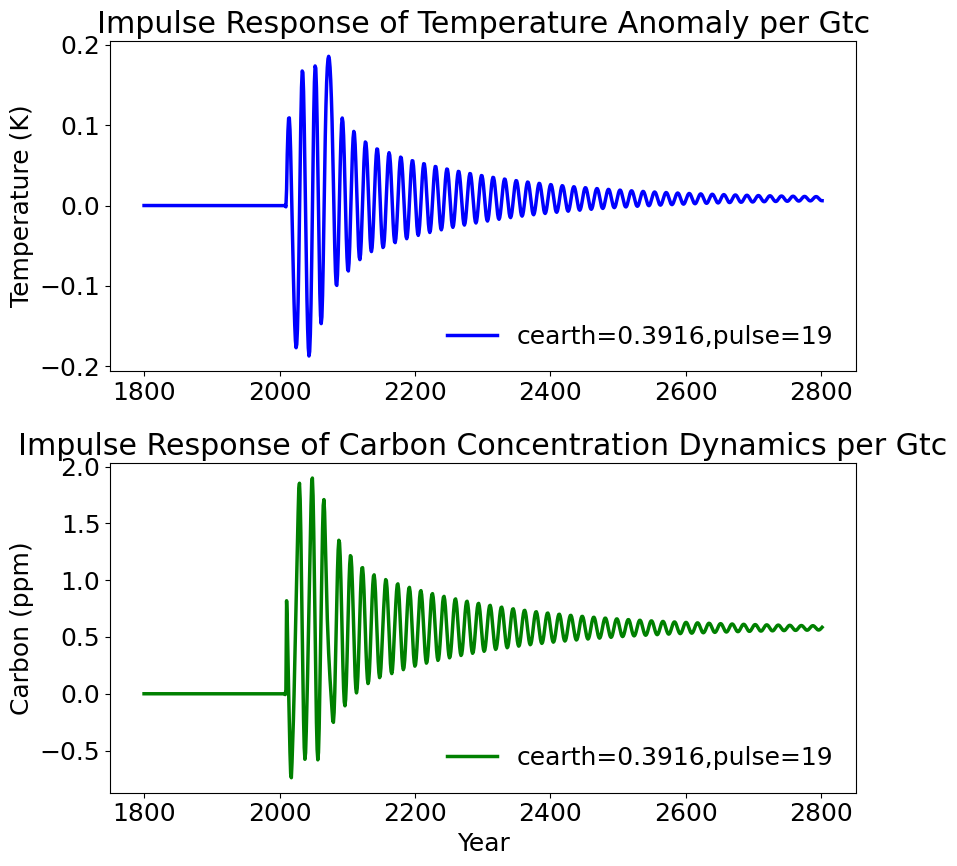 Impulse Response of Temperature Anomaly per Gtc
Temperature (K)
0.2
0.1
0.0
−0.1
−0.2
cearth=0.3916,pulse=19
1800 2000 2200 2400 2600 2800
Impulse Response of Carbon Concentration Dynamics per Gtc
Carbon (ppm)
2.0
1.5
1.0
0.5
0.0
−0.5
cearth=0.3916,pulse=19
1800 2000 2200 2400 2600 2800
Year